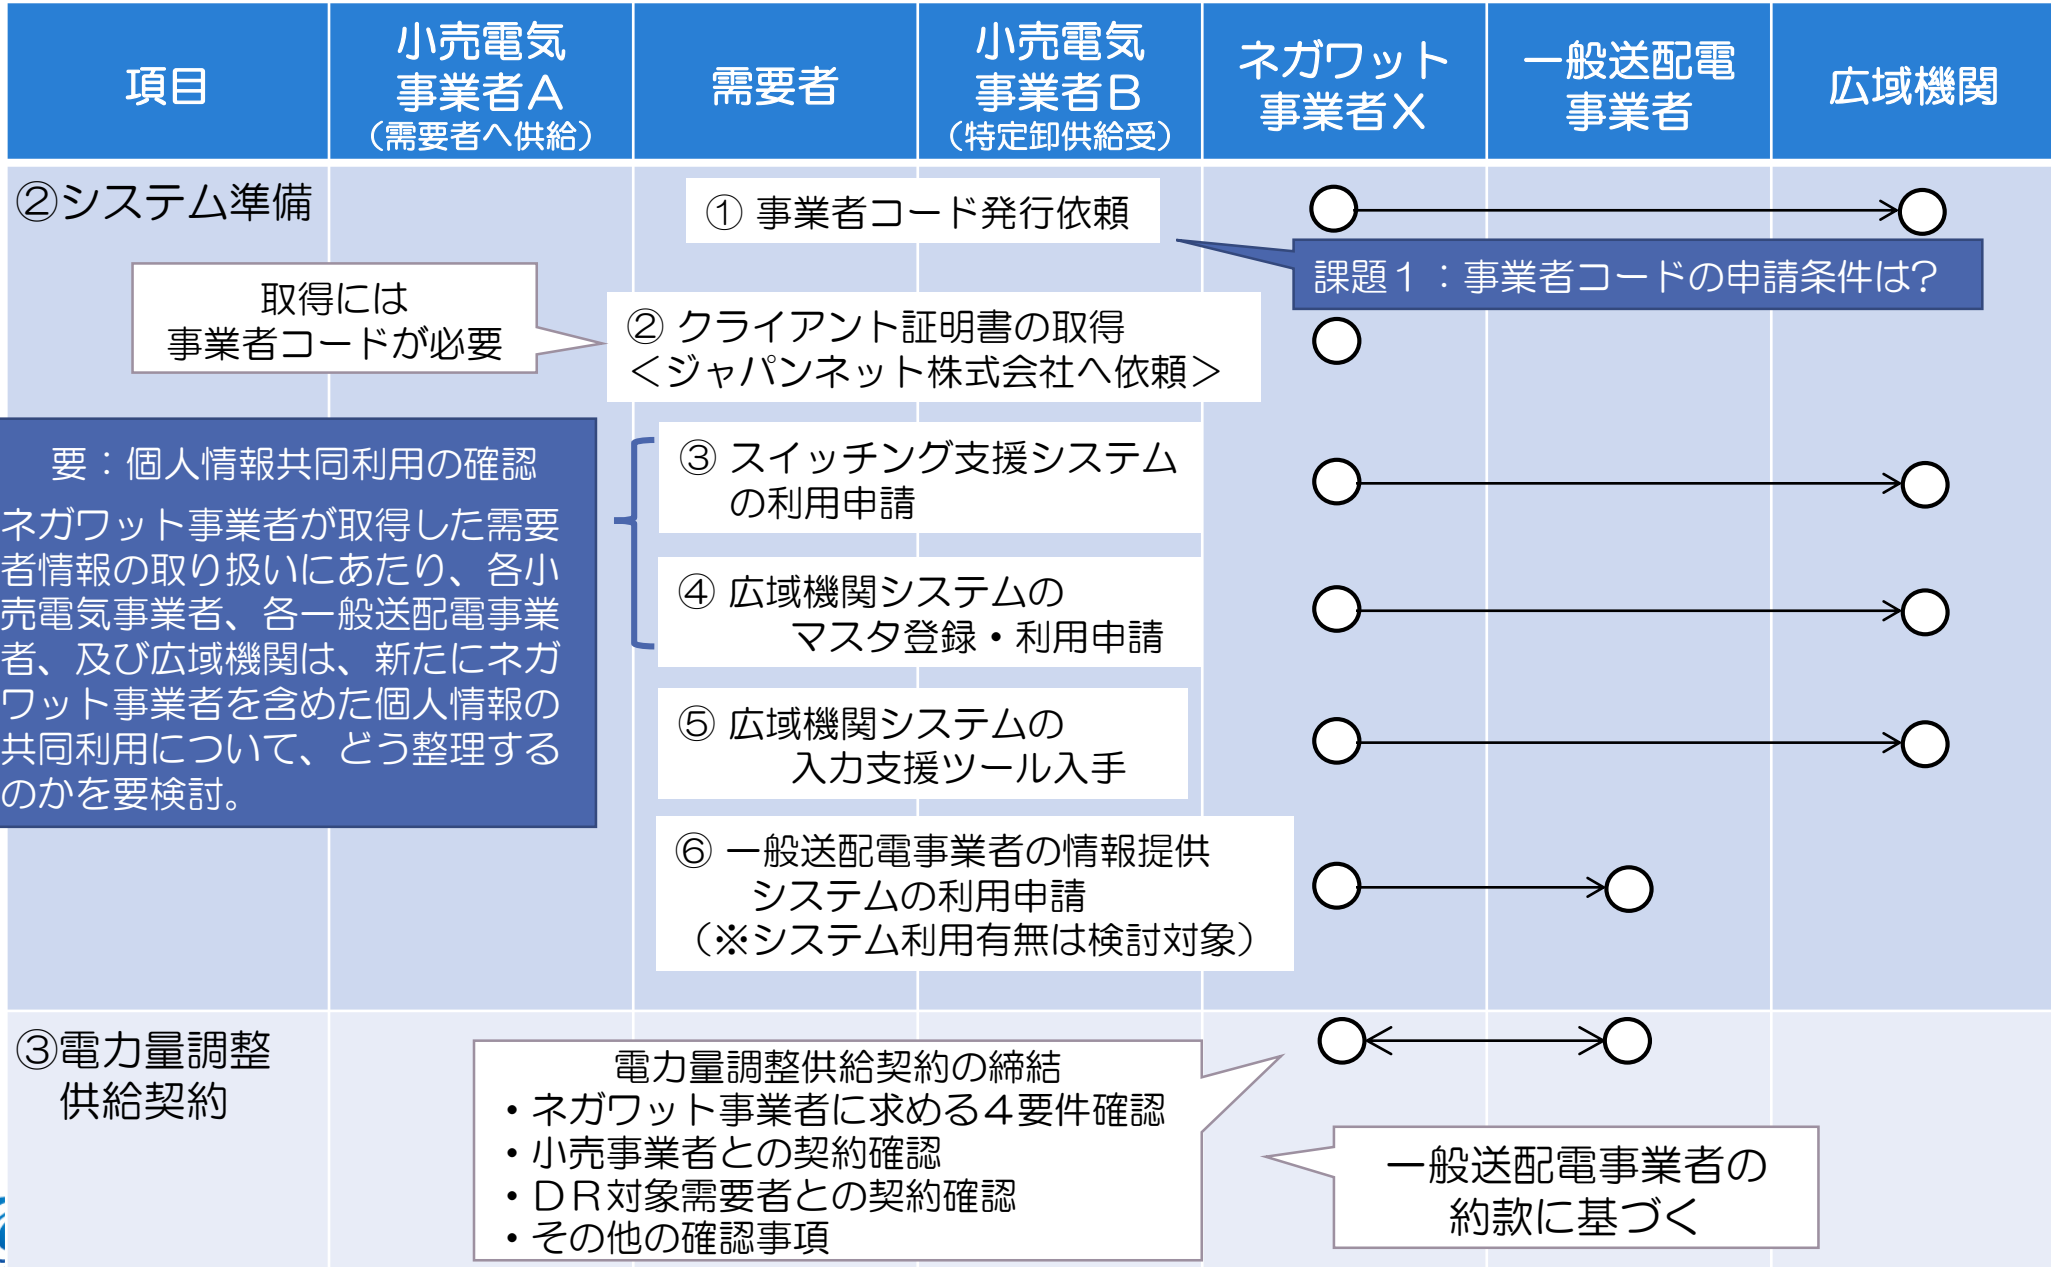 項目
小売電気
事業者A
（需要者へ供給）
需要者
小売電気
事業者B
（特定卸供給受）
ネガワット
事業者X
一般送配電
事業者
広域機関
②システム準備
① 事業者コード発行依頼
課題１：事業者コードの申請条件は?
取得には
事業者コードが必要
② クライアント証明書の取得
＜ジャパンネット株式会社へ依頼＞
要：個人情報共同利用の確認
ネガワット事業者が取得した需要
者情報の取り扱いにあたり、各小
売電気事業者、各一般送配電事業
者、及び広域機関は、新たにネガ
ワット事業者を含めた個人情報の
共同利用について、どう整理する
のかを要検討。
③ スイッチング支援システム
の利用申請
④ 広域機関システムの
マスタ登録・利用申請
⑤ 広域機関システムの
入力支援ツール入手
⑥ 一般送配電事業者の情報提供
システムの利用申請
（※システム利用有無は検討対象）
③電力量調整
供給契約
電力量調整供給契約の締結
・ネガワット事業者に求める４要件確認
・小売事業者との契約確認
・ＤＲ対象需要者との契約確認
・その他の確認事項
一般送配電事業者の
約款に基づく